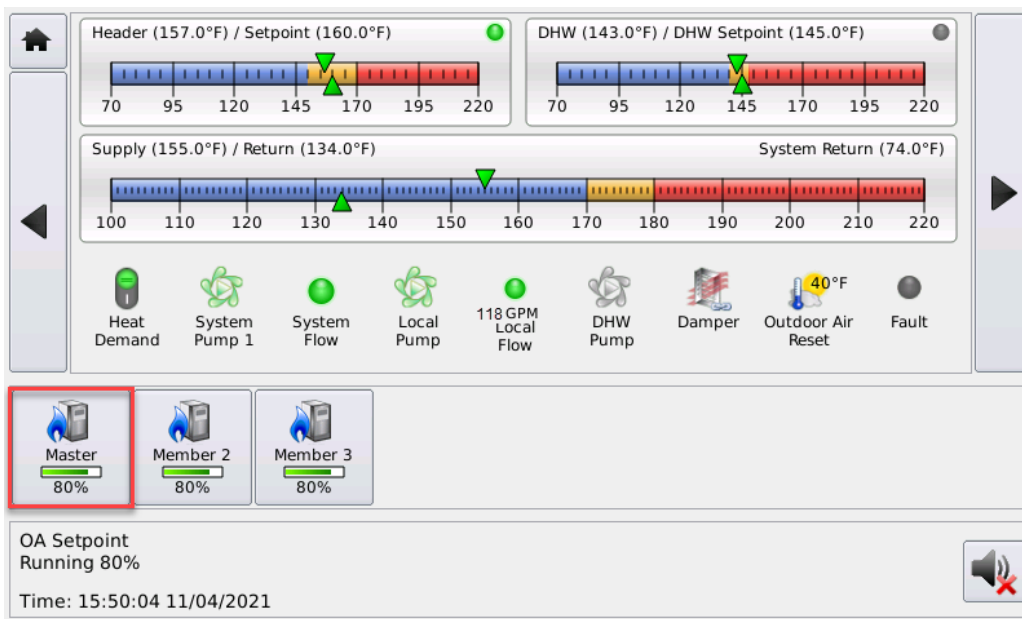 Header (157.0°F) / Setpoint (160.0°F)
70 95 120 145 170 195 220
DHW (143.0°F) / DHW Setpoint (145.0°F)
70 95 120 145 170 195 220
Supply (155.0°F) / Return (134.0°F)
System Return (74.0°F)
100 110 120 130 140 150 160 170 180 190 200 210 220
Heat
Demand
System
Pump 1
System
Flow
Local
Pump
118 GPM
Local
Flow
DHW
Pump
Damper
40°F
Outdoor Air
Reset
Fault
Master
80%
Member 2
80%
Member 3
80%
OA Setpoint
Running 80%
Time: 15:50:04 11/04/2021